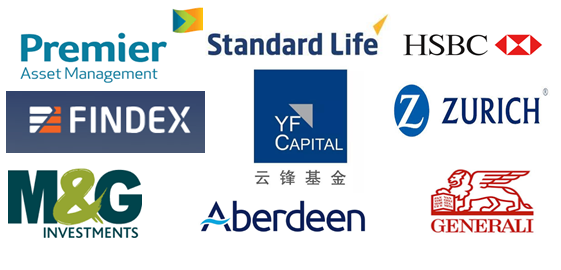 Premier
Asset Management
Standard Life
HSBC
FINDEX
YF
CAPITAL
云锋基金
Z ZURICH®
M&G
INVESTMENTS
Aberdeen
GENERALI